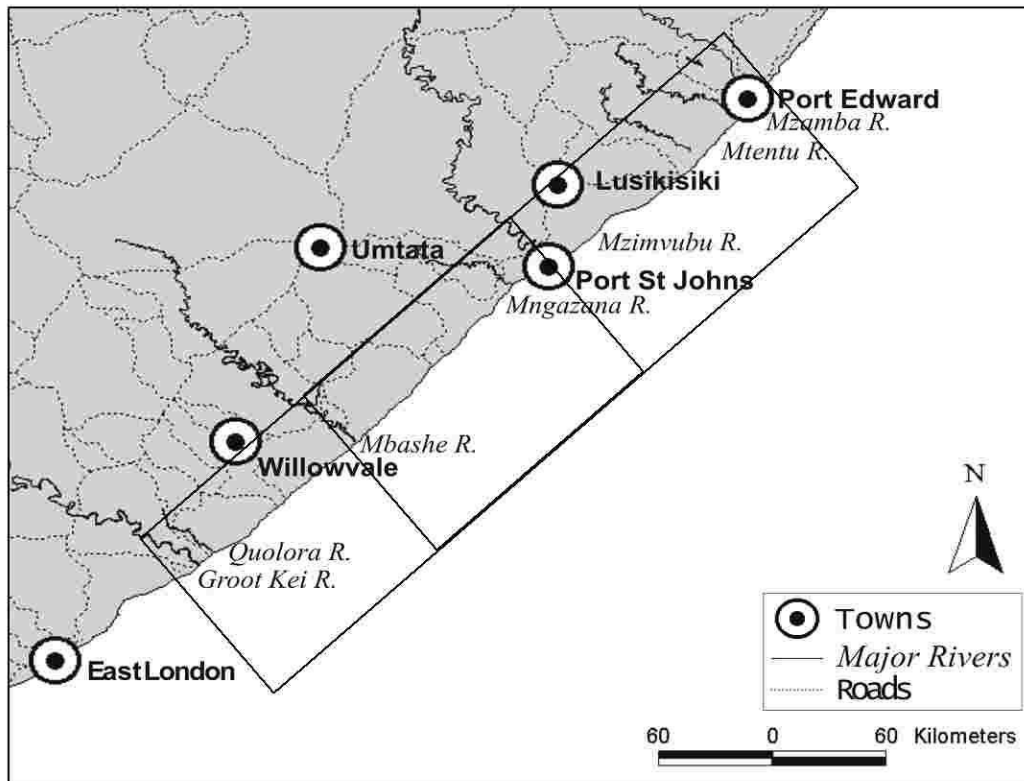 Port Edward
Mzamba R.
Mtentu R.
Lusikisiki
Mzimvubu R.
Umtata
Port St Johns
Mngazana R.
Mbashe R.
Willowvale
Quolora R.
Groot Kei R.
East London
N
Towns
Major Rivers
Roads
60 0 60 Kilometers